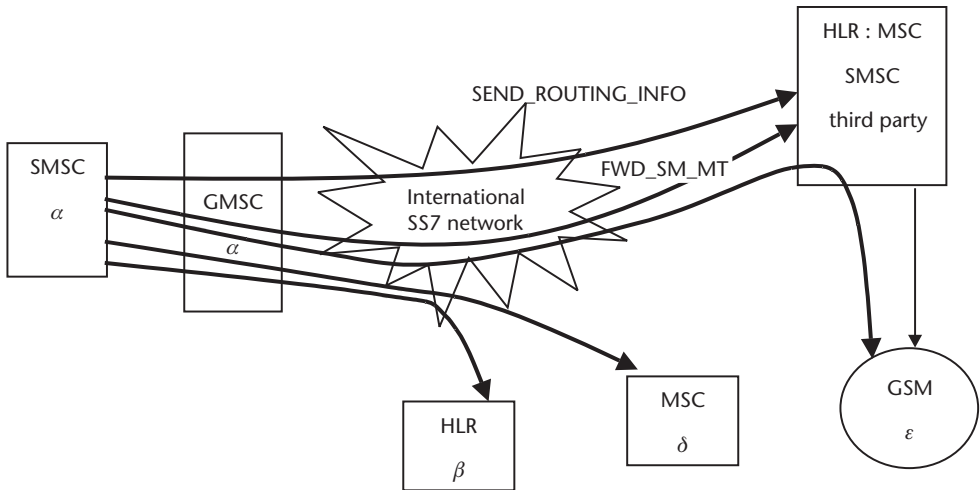 HLR : MSC
SMSC
third party
SEND_ROUTING_INFO
FWD_SM_MT
SMSC
α
GMSC
α
International
SS7 network
HLR
β
MSC
δ
GSM
ε